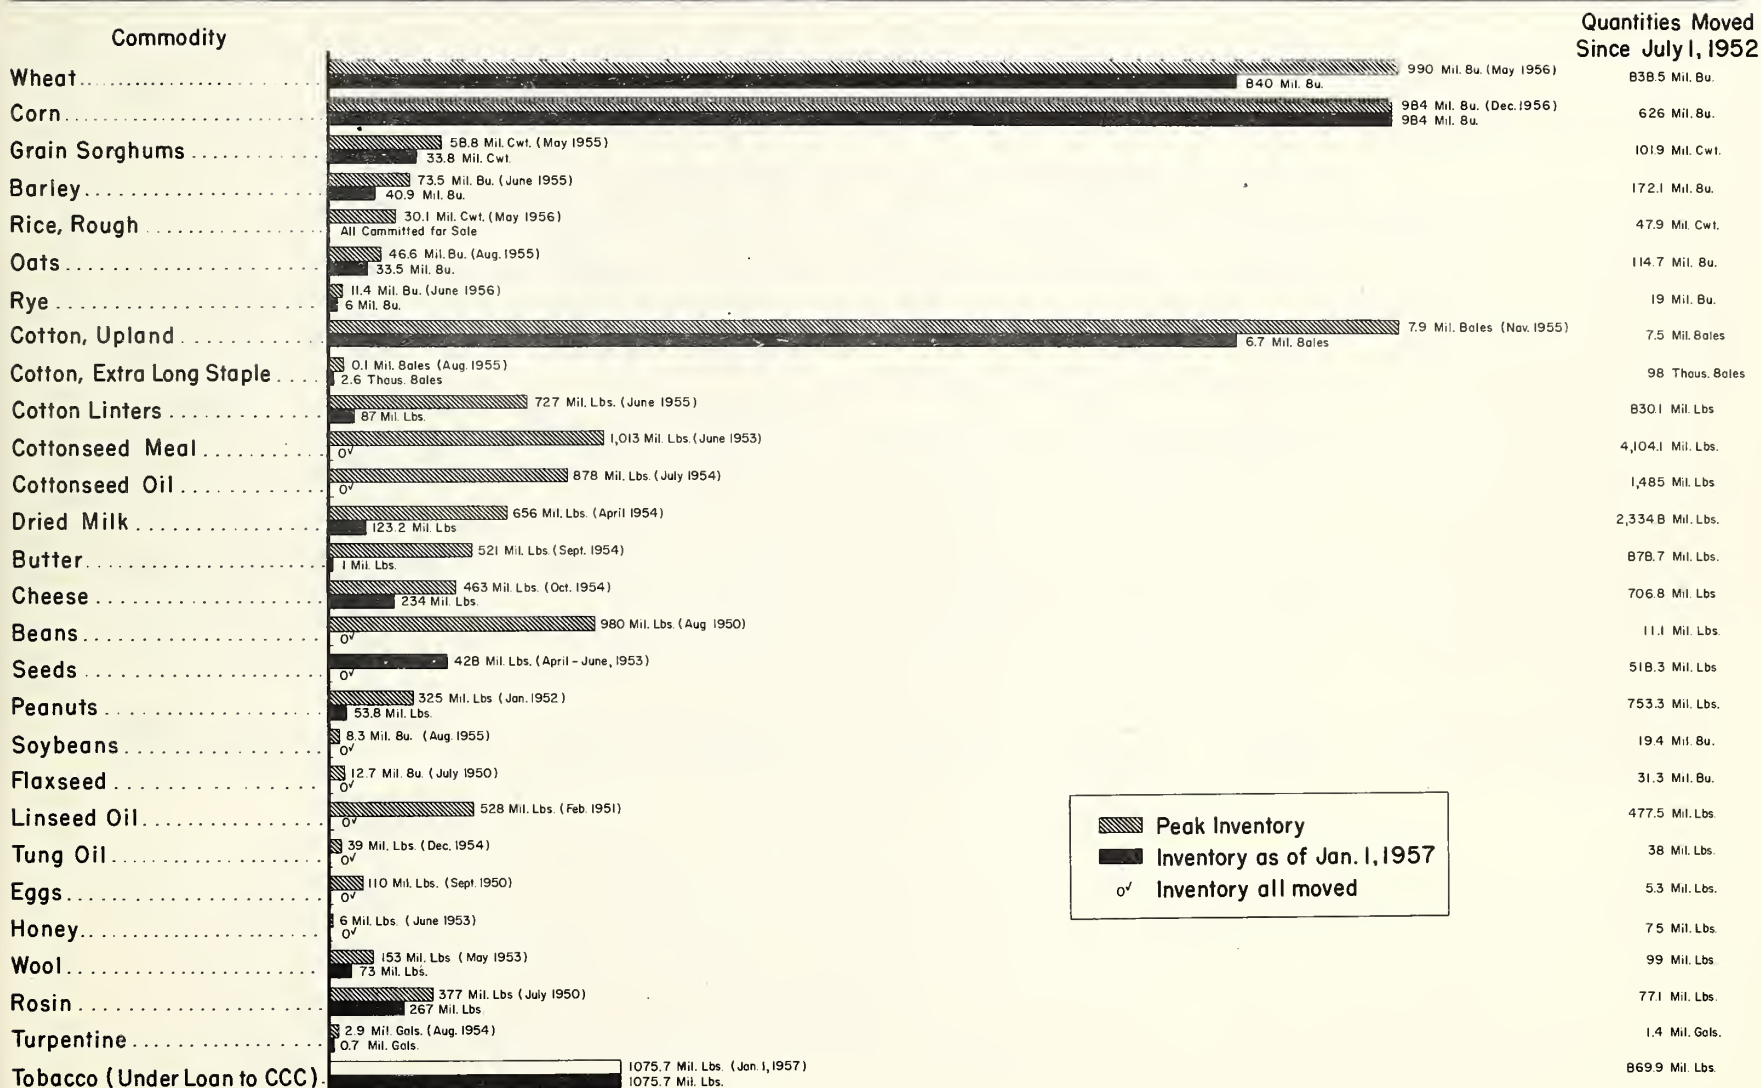 Commodity
Quantities Moved
Since July 1, 1952
Wheat
990 Mil. Bu. (May 1956)
840 Mil. Bu.
838.5 Mil. Bu.
Corn
984 Mil. Bu. (Dec. 1956)
984 Mil. Bu.
626 Mil. Bu.
Grain Sorghums
58.8 Mil. Cwt. (May 1955)
33.8 Mil. Cwt.
101.9 Mil. Cwt.
Barley
73.5 Mil. Bu. (June 1955)
40.9 Mil. Bu.
172.1 Mil. Bu.
Rice, Rough
30.1 Mil. Cwt. (May 1956)
All Committed for Sale
47.9 Mil. Cwt.
Oats
46.6 Mil. Bu. (Aug. 1955)
33.5 Mil. Bu.
114.7 Mil. Bu.
Rye
11.4 Mil. Bu. (June 1956)
6 Mil. Bu.
19 Mil. Bu.
Cotton, Upland
7.9 Mil. Bales (Nov. 1955)
6.7 Mil. Bales
7.5 Mil. Bales
Cotton, Extra Long Staple
0.1 Mil. Bales (Aug. 1955)
2.6 Thous. Bales
98 Thous. Bales
Cotton Linters
727 Mil. Lbs. (June 1955)
87 Mil. Lbs.
830.1 Mil. Lbs
Cottonseed Meal
1,013 Mil. Lbs. (June 1953)
o✓
4,104.1 Mil. Lbs.
Cottonseed Oil
878 Mil. Lbs. (July 1954)
o✓
1,485 Mil. Lbs
Dried Milk
656 Mil. Lbs. (April 1954)
123.2 Mil. Lbs
2,334.8 Mil. Lbs.
Butter
521 Mil. Lbs. (Sept. 1954)
1 Mil. Lbs.
878.7 Mil. Lbs.
Cheese
463 Mil. Lbs. (Oct. 1954)
234 Mil. Lbs.
706.8 Mil. Lbs
Beans
980 Mil. Lbs. (Aug 1950)
o✓
11.1 Mil. Lbs.
Seeds
428 Mil. Lbs. (April - June, 1953)
o✓
518.3 Mil. Lbs
Peanuts
325 Mil. Lbs (Jan. 1952)
53.8 Mil. Lbs.
753.3 Mil. Lbs.
Soybeans
8.3 Mil. Bu. (Aug. 1955)
o✓
19.4 Mil. Bu.
Flaxseed
12.7 Mil. Bu. (July 1950)
o✓
31.3 Mil. Bu.
Linseed Oil
528 Mil. Lbs. (Feb. 1951)
o✓
477.5 Mil. Lbs.
Tung Oil
39 Mil. Lbs. (Dec. 1954)
o✓
38 Mil. Lbs.
Eggs
110 Mil. Lbs. (Sept. 1950)
o✓
5.3 Mil. Lbs.
Honey
6 Mil. Lbs. (June 1953)
o✓
75 Mil. Lbs.
Wool
153 Mil. Lbs (May 1953)
73 Mil. Lbs.
99 Mil. Lbs
Rosin
377 Mil. Lbs (July 1950)
267 Mil. Lbs
77.1 Mil. Lbs.
Turpentine
2.9 Mil. Gals. (Aug. 1954)
0.7 Mil. Gals.
1.4 Mil. Gals.
Tobacco (Under Loan to CCC)
1075.7 Mil. Lbs. (Jan. 1, 1957)
1075.7 Mil. Lbs.
869.9 Mil. Lbs.
Peak Inventory
Inventory as of Jan. 1, 1957
o✓ Inventory all moved